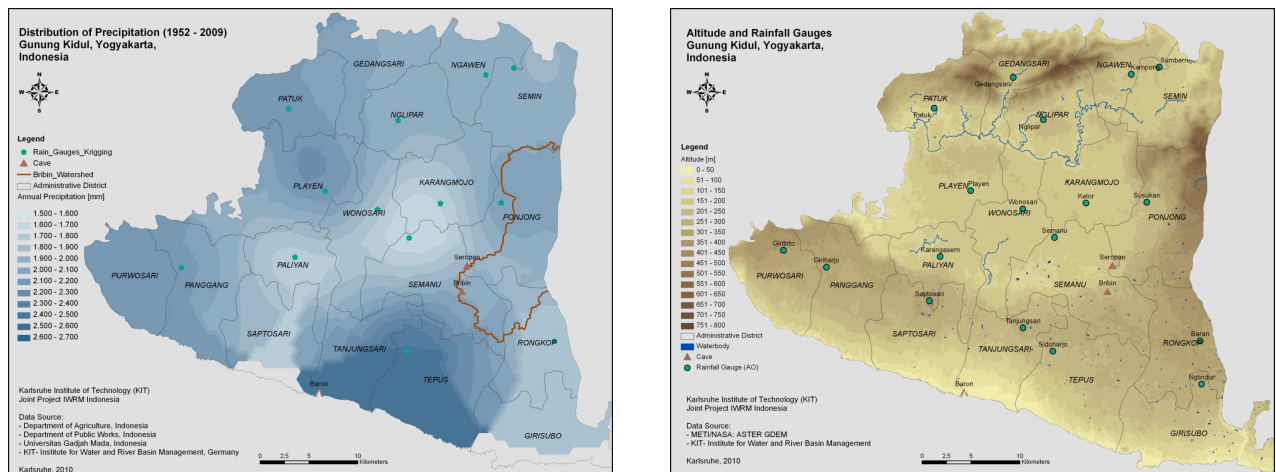 Distribution of Precipitation (1952 - 2009)
Gunung Kidul, Yogyakarta,
Indonesia
N
W E
S
Legend
Rain_Gauges_Krigging
Cave
Bribin_Watershed
Administrative District
Annual Precipitation [mm]
1.500 - 1.600
1.600 - 1.700
1.700 - 1.800
1.800 - 1.900
1.900 - 2.000
2.000 - 2.100
2.100 - 2.200
2.200 - 2.300
2.300 - 2.400
2.400 - 2.500
2.500 - 2.600
2.600 - 2.700
GEDANGSARI
NGAWEN
SEMIN
PATUK
NGLIPAR
PLAYEN
KARANGMOJO
WONOSARI
PONJONG
Seropan
PALIYAN
PURWOSARI
PANGGANG
SEMANU
Bribin
SAPTOSARI
TANJUNGSARI
RONGKOP
TEPUS
Baron
GIRISUBO
Karlsruhe Institute of Technology (KIT)
Joint Project IWRM Indonesia
Data Source:
- Department of Agriculture, Indonesia
- Department of Public Works, Indonesia
- Universitas Gadjah Mada, Indonesia
- KIT- Institute for Water and River Basin Management, Germany
Karlsruhe, 2010
0 2,5 5 10
Kilometers
Altitude and Rainfall Gauges
Gunung Kidul, Yogyakarta,
Indonesia
N
W E
S
Legend
Altitude [m]
0 - 50
51 - 100
101 - 150
151 - 200
201 - 250
251 - 300
301 - 350
351 - 400
401 - 450
451 - 500
501 - 550
551 - 600
601 - 650
651 - 700
701 - 750
751 - 800
Administrative District
Waterbody
Cave
Rainfall Gauge (AO)
GEDANGSARI
Gedangsari
NGAWEN
Kampong
SEMIN
PATUK
Patuk
NGLIPAR
Nglipar
PLAYEN
Playen
KARANGMOJO
Kelor
Susukan
WONOSARI
Wonosari
PONJONG
Semanu
Giritirto
Karangasem
Giriharjo
PALIYAN
Seropan
PURWOSARI
PANGGANG
SEMANU
Bribin
Saptosari
SAPTOSARI
Tanjungsari
TANJUNGSARI
Sidoharjo
Baran
RONGKOP
TEPUS
Baron
Nglindur
GIRISUBO
Karlsruhe Institute of Technology (KIT)
Joint Project IWRM Indonesia
Data Source:
- METI/NASA: ASTER GDEM
- KIT- Institute for Water and River Basin Management
Karlsruhe, 2010
0 2,5 5 10
Kilometers